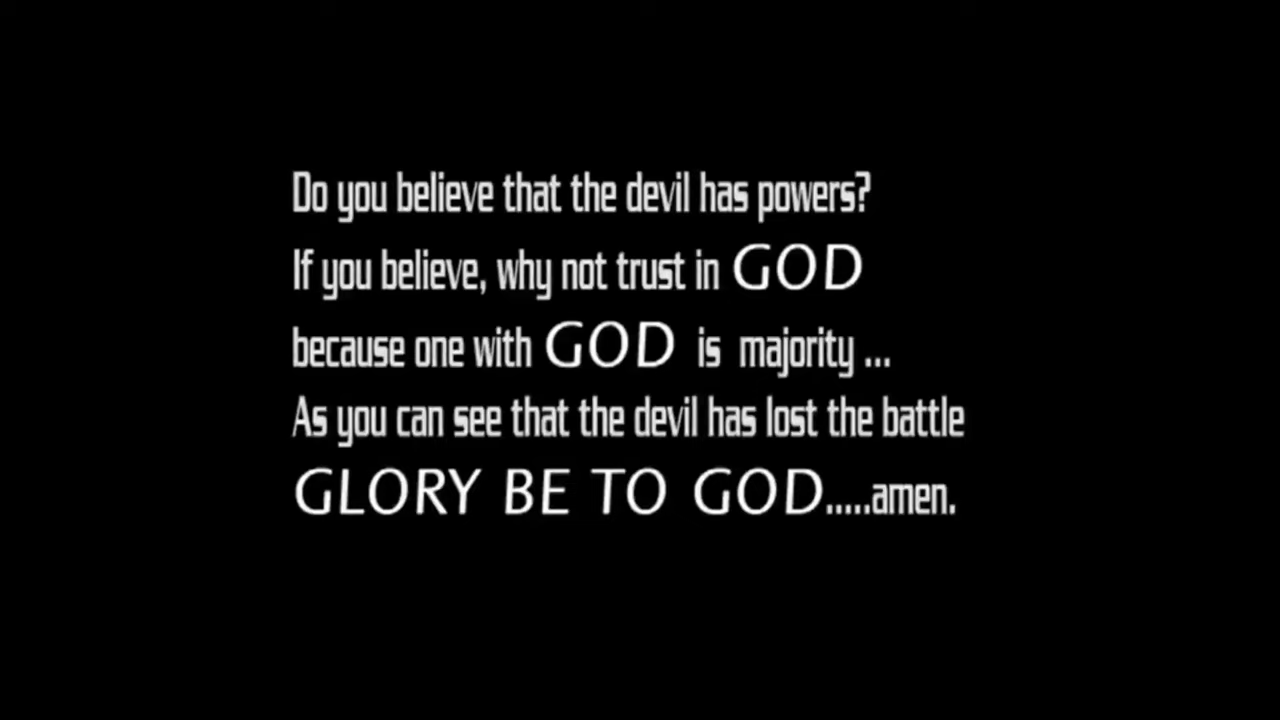 Do you believe that the devil has powers?
If you believe, why not trust in GOD
because one with GOD is majority ...
As you can see that the devil has lost the battle
GLORY BE TO GOD.....amen.